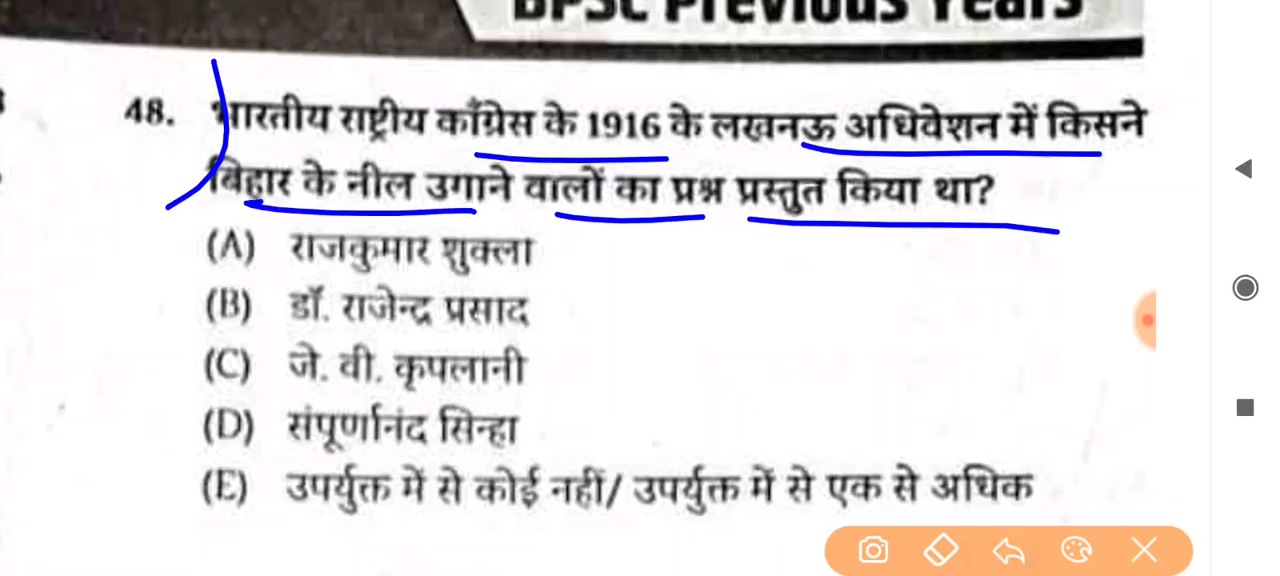 BPSC Previous Years
48. भारतीय राष्ट्रीय काँग्रेस के 1916 के लखनऊ अधिवेशन में किसने
बिहार के नील उगाने वालों का प्रश्न प्रस्तुत किया था?
(A) राजकुमार शुक्ला
(B) डॉ. राजेन्द्र प्रसाद
(C) जे. वी. कृपलानी
(D) संपूर्णानंद सिन्हा
(E) उपर्युक्त में से कोई नहीं/ उपर्युक्त में से एक से अधिक